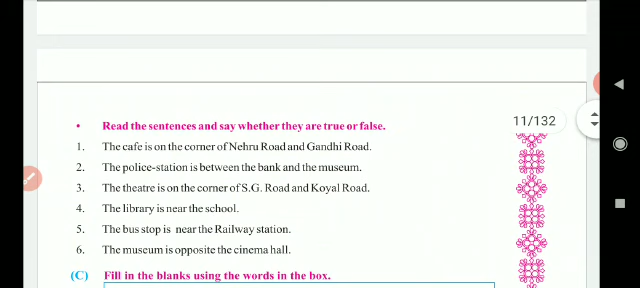 11/132
• Read the sentences and say whether they are true or false.
1. The cafe is on the corner of Nehru Road and Gandhi Road.
2. The police-station is between the bank and the museum.
3. The theatre is on the corner of S.G. Road and Koyal Road.
4. The library is near the school.
5. The bus stop is near the Railway station.
6. The museum is opposite the cinema hall.
(C) Fill in the blanks using the words in the box.